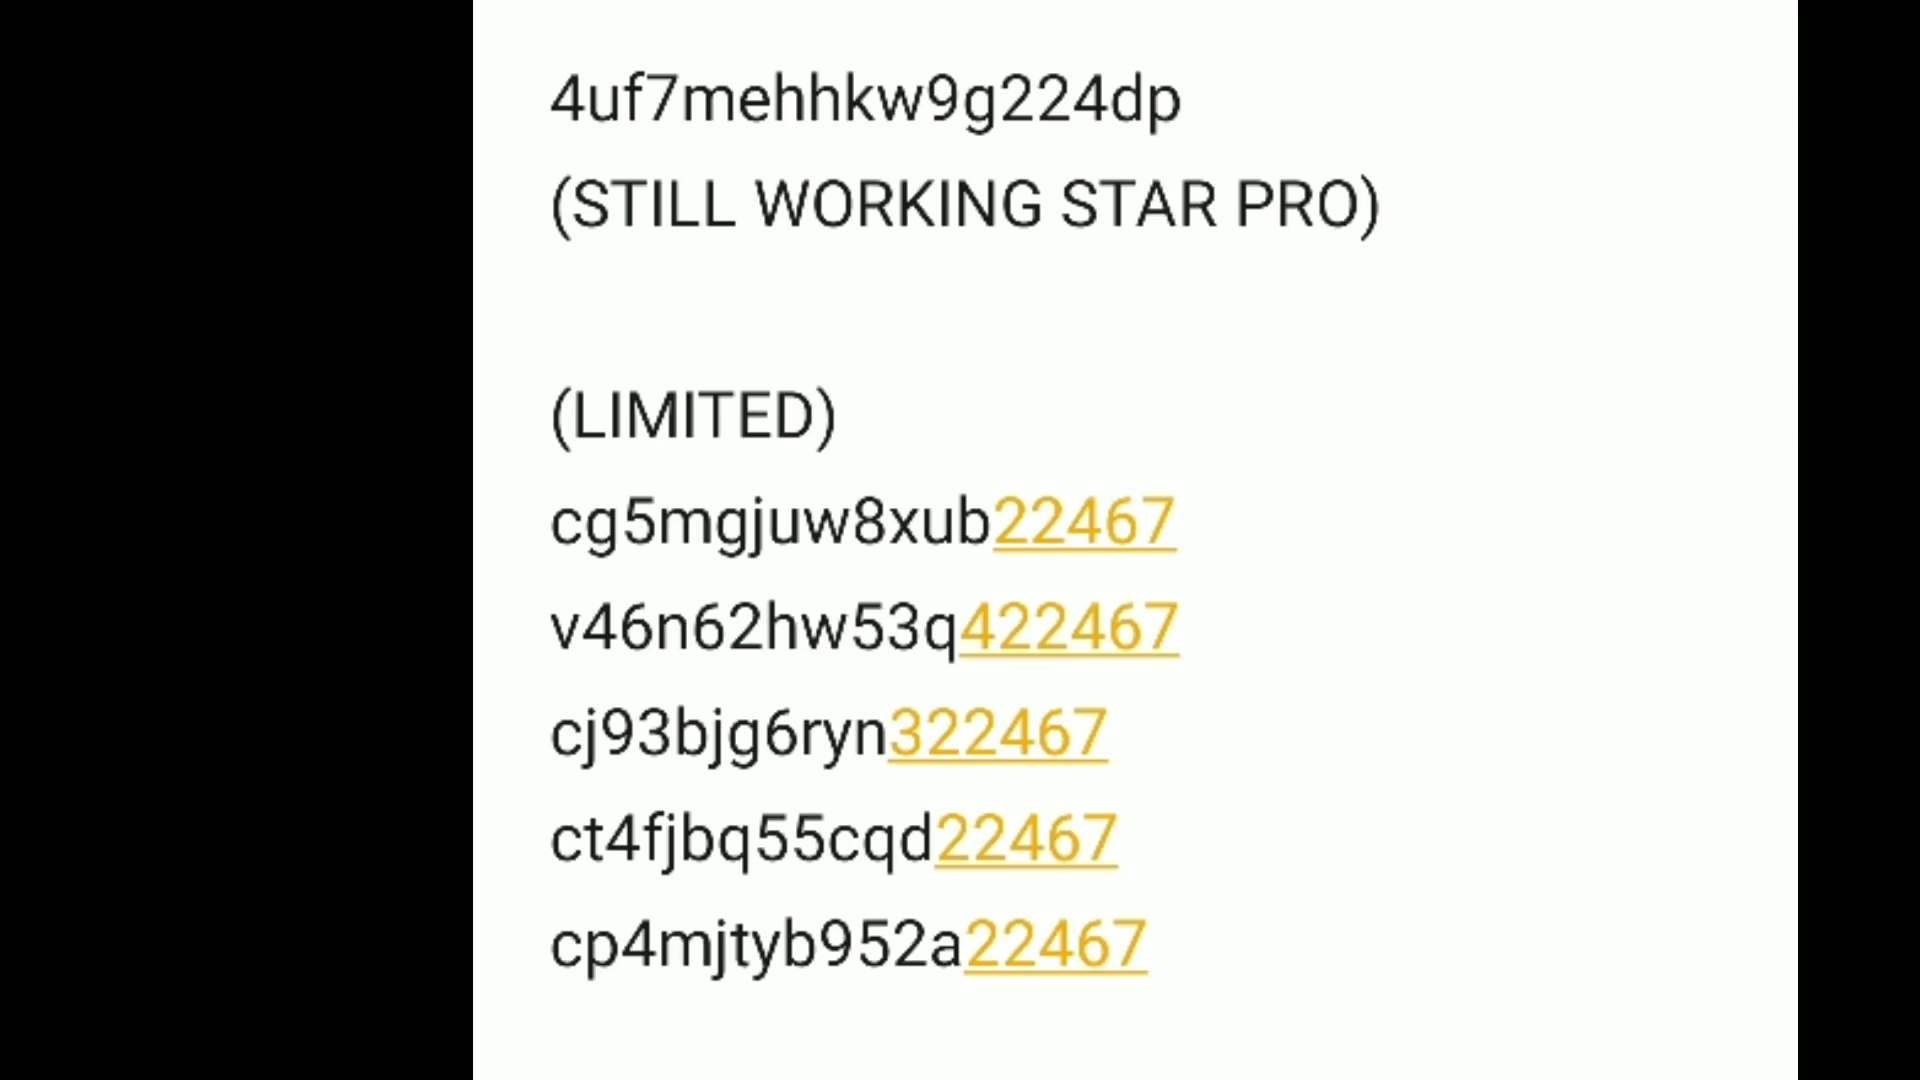 4uf7mehhkw9g224dp
(STILL WORKING STAR PRO)
(LIMITED)
cg5mgjuw8xub22467
v46n62hw53q422467
cj93bjg6ryn322467
ct4fjbq55cqd22467
cp4mjtyb952a22467